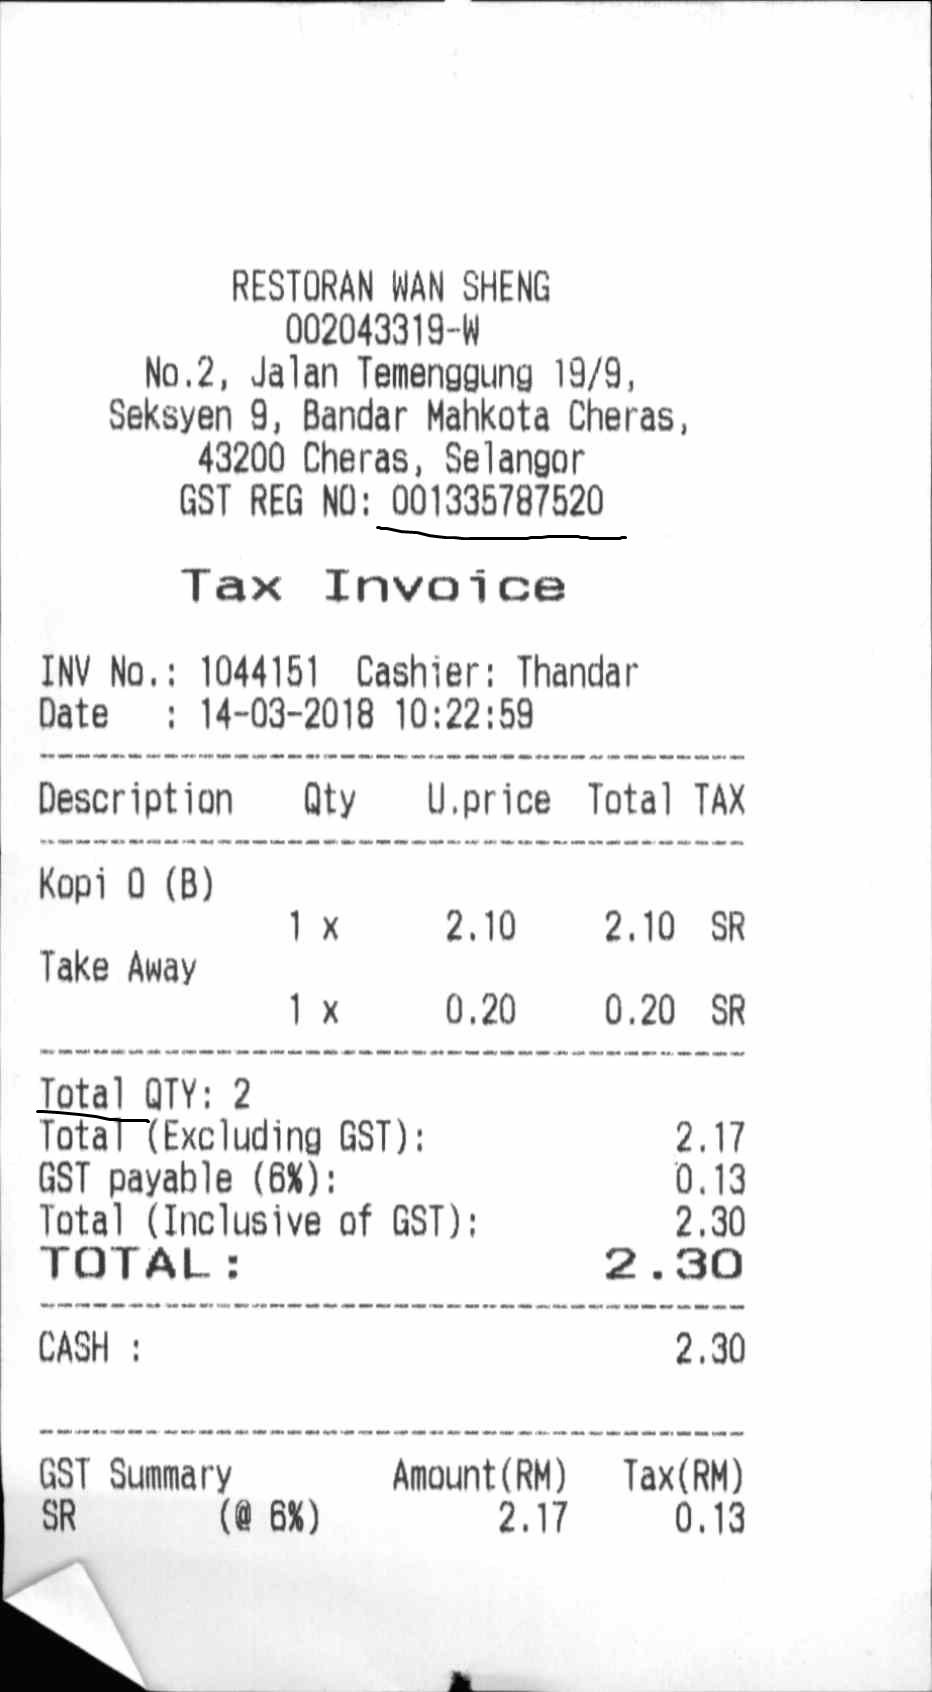 RESTORAN WAN SHENG
002043319-W
No.2, Jalan Temenggung 19/9,
Seksyen 9, Bandar Mahkota Cheras,
43200 Cheras, Selangor
GST REG NO: 001335787520
Tax Invoice
INV No.: 1044151 Cashier: Thandar
Date : 14-03-2018 10:22:59
Description Qty U.price Total TAX
Kopi O (B)
1 x 2.10 2.10 SR
Take Away
1 x 0.20 0.20 SR
Total QTY: 2
Total (Excluding GST): 2.17
GST payable (6%): 0.13
Total (Inclusive of GST): 2.30
TOTAL: 2.30
CASH : 2.30
GST Summary Amount(RM) Tax(RM)
SR (@ 6%) 2.17 0.13